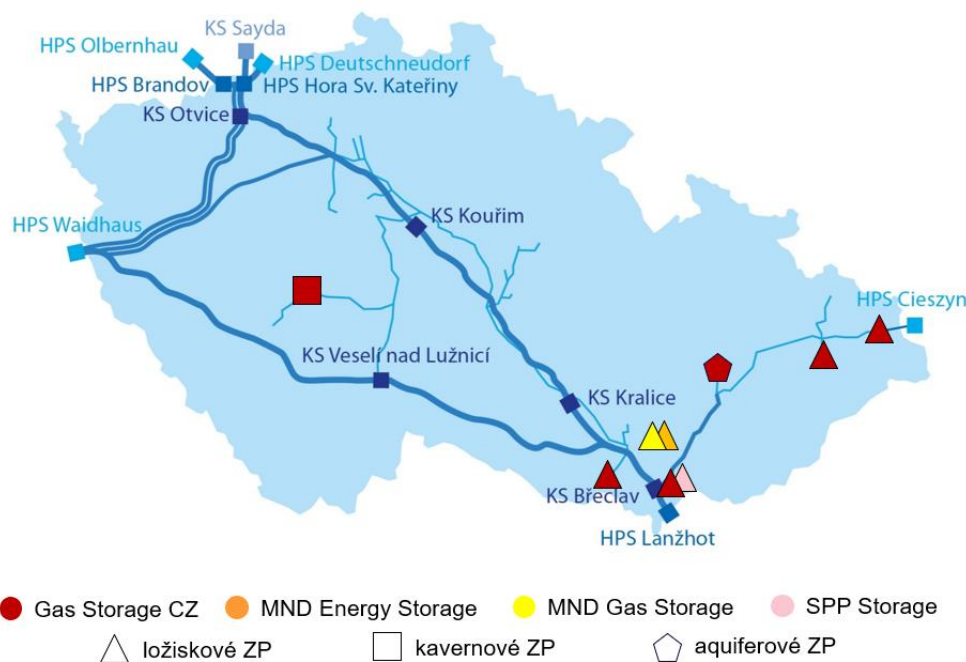 KS Sayda
HPS Olbernhau
HPS Deutschneudorf
HPS Brandov
HPS Hora Sv. Kateřiny
KS Otvice
HPS Waidhaus
KS Kouřim
HPS Cieszyn
KS Veselí nad Lužnicí
KS Kralice
KS Břeclav
HPS Lanžhot
Gas Storage CZ
MND Energy Storage
MND Gas Storage
SPP Storage
ložiskové ZP
kavernové ZP
aquiferové ZP